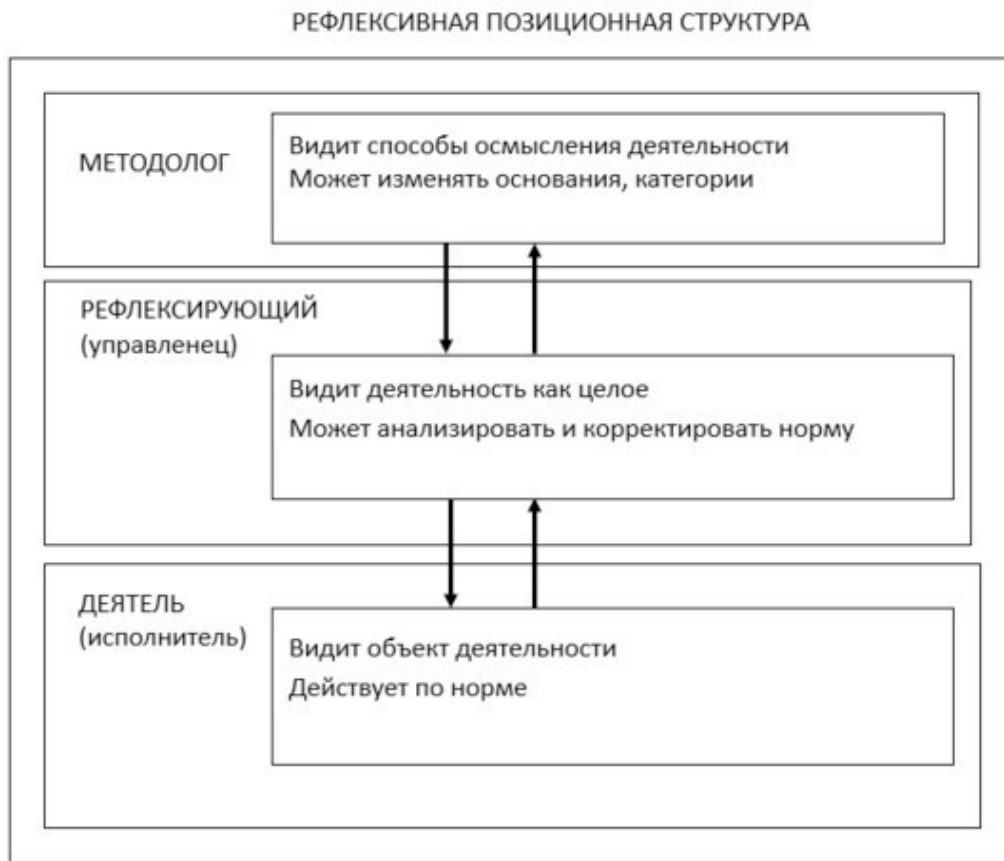 РЕФЛЕКСИВНАЯ ПОЗИЦИОННАЯ СТРУКТУРА
МЕТОДОЛОГ
Видит способы осмысления деятельности
Может изменять основания, категории
РЕФЛЕКСИРУЮЩИЙ
(управленец)
Видит деятельность как целое
Может анализировать и корректировать норму
ДЕЯТЕЛЬ
(исполнитель)
Видит объект деятельности
Действует по норме